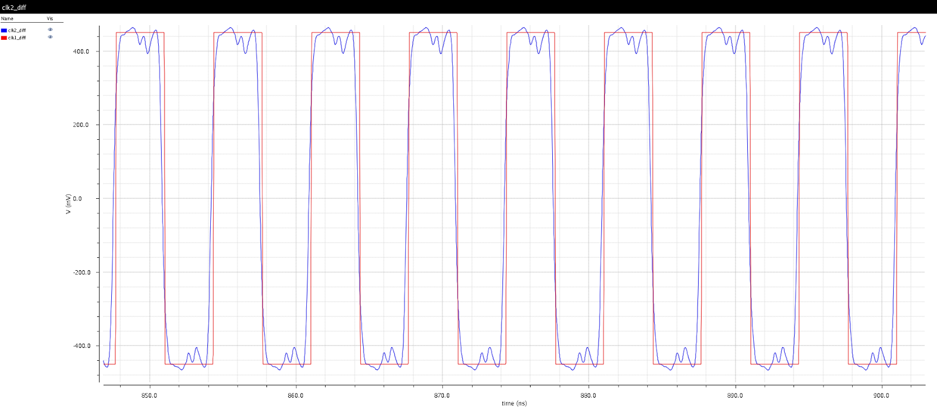 clk2_diff
Name Vis
clk2_diff
clk1_diff
400.0
200.0
0.0
-200.0
-400.0
V (mV)
850.0 860.0 870.0 880.0 890.0 900.0
time (ns)